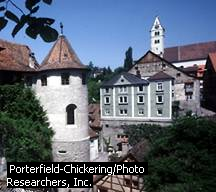 Porterfield-Chickering/Photo
Researchers, Inc.